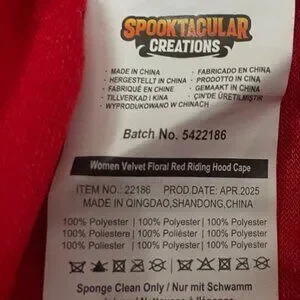 SPOOKTACULAR
CREATIONS
· MADE IN CHINA · FABRICADO EN CHINA
· HERGESTELLT IN CHINA · PRODOTTO IN CINA
· FABRIQUÉ EN CHINE · GEMAAKT IN CHINA
· TILLVERKAD I KINA · ÇIN'DE ÜRETILMIŞTIR
· WYPRODUKOWANO W CHINACH
Batch No. 5422186
Women Velvet Floral Red Riding Hood Cape
ITEM NO.: 22186 PROD.DATE: APR.2025
MADE IN QINGDAO,SHANDONG,CHINA
100% Polyester | 100% Polyester | 100% Polyester
100% Poliestere | 100% Poliéster | 100% Polyester
100% Polyester | 100% Polyester | 100% Polyester
Sponge Clean Only / Nur mit Schwamm